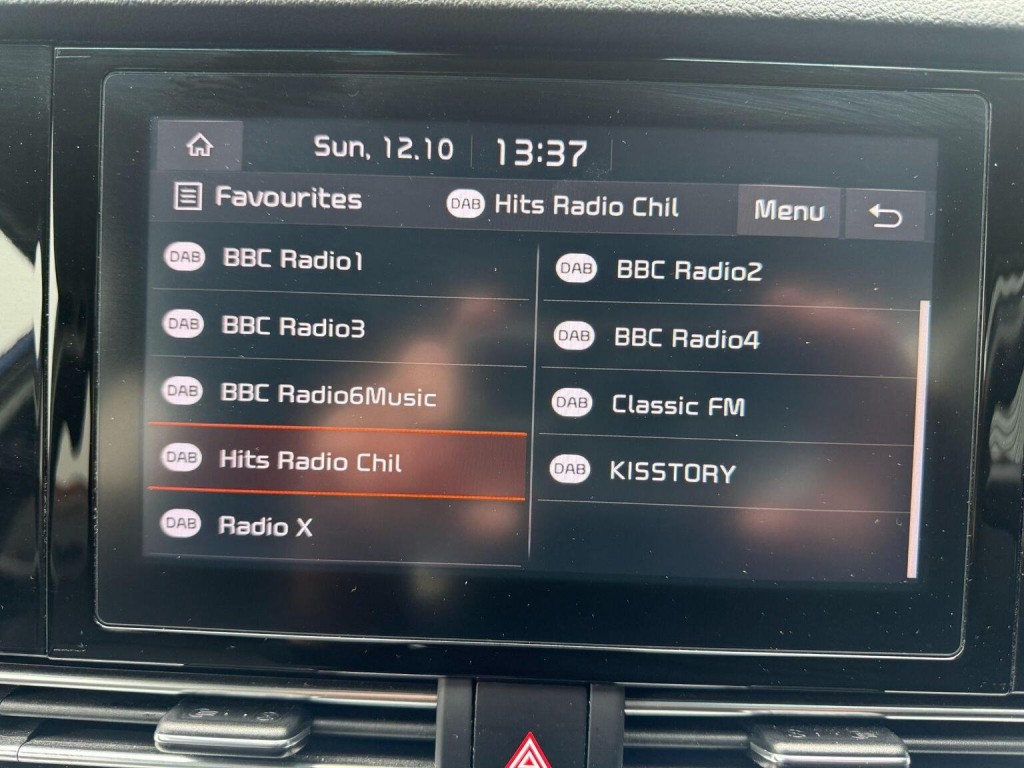 Sun, 12.10 13:37
Favourites DAB Hits Radio Chil Menu
DAB BBC Radio1
DAB BBC Radio2
DAB BBC Radio3
DAB BBC Radio4
DAB BBC Radio6Music
DAB Classic FM
DAB Hits Radio Chil
DAB KISSTORY
DAB Radio X